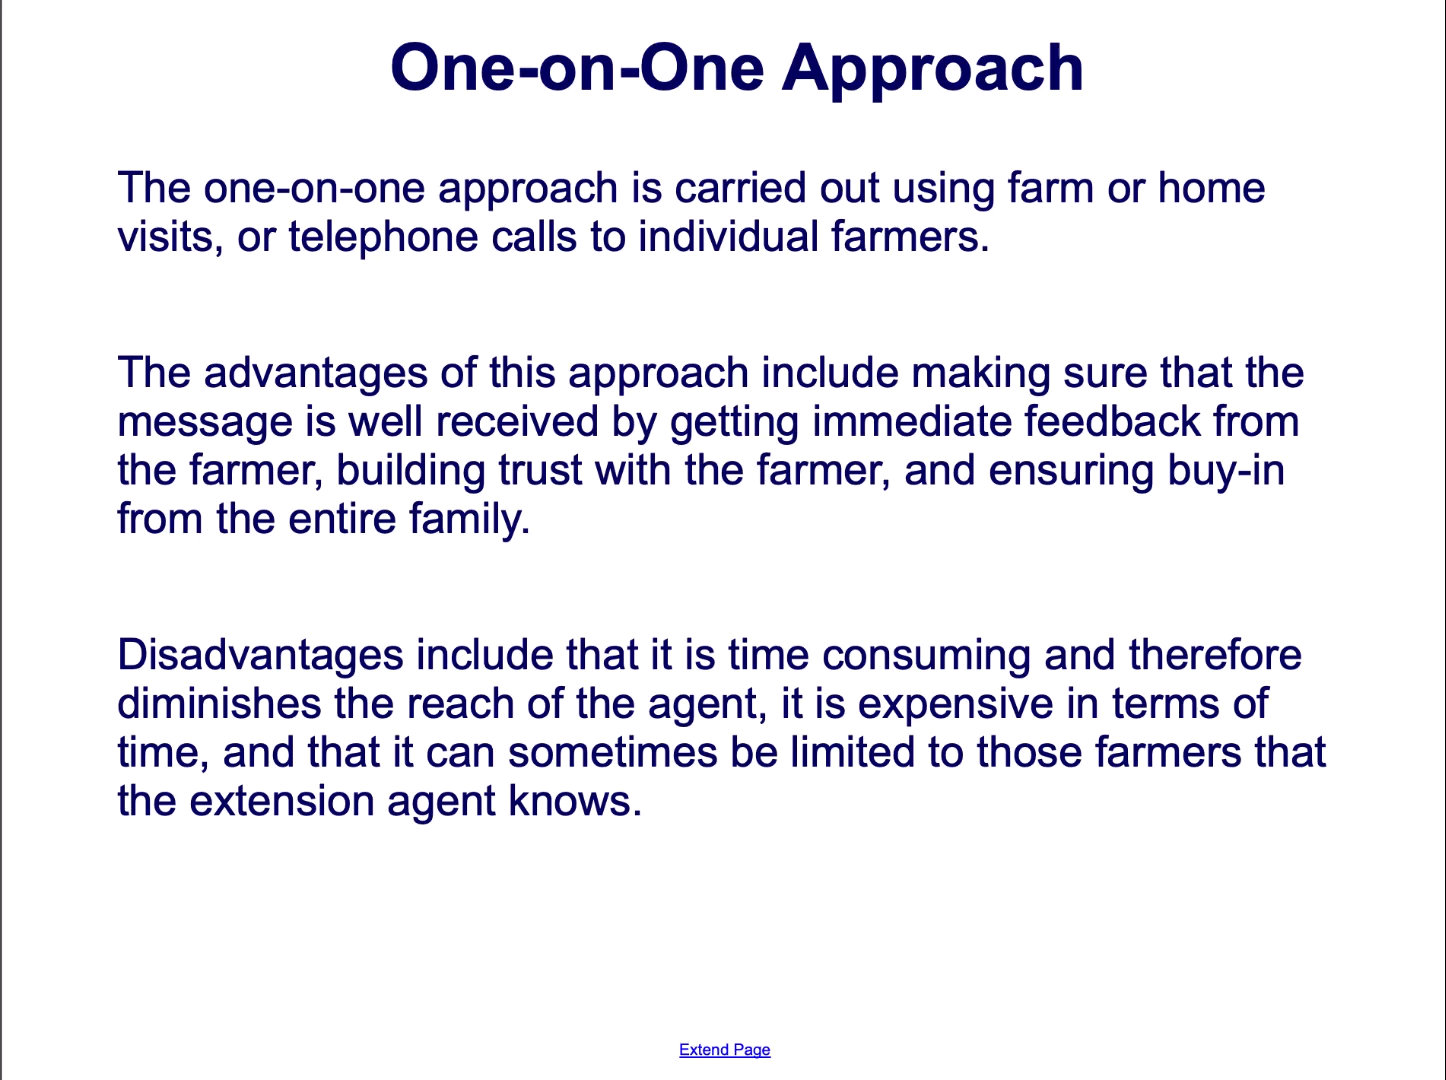 One-on-One Approach
The one-on-one approach is carried out using farm or home
visits, or telephone calls to individual farmers.
The advantages of this approach include making sure that the
message is well received by getting immediate feedback from
the farmer, building trust with the farmer, and ensuring buy-in
from the entire family.
Disadvantages include that it is time consuming and therefore
diminishes the reach of the agent, it is expensive in terms of
time, and that it can sometimes be limited to those farmers that
the extension agent knows.
Extend Page